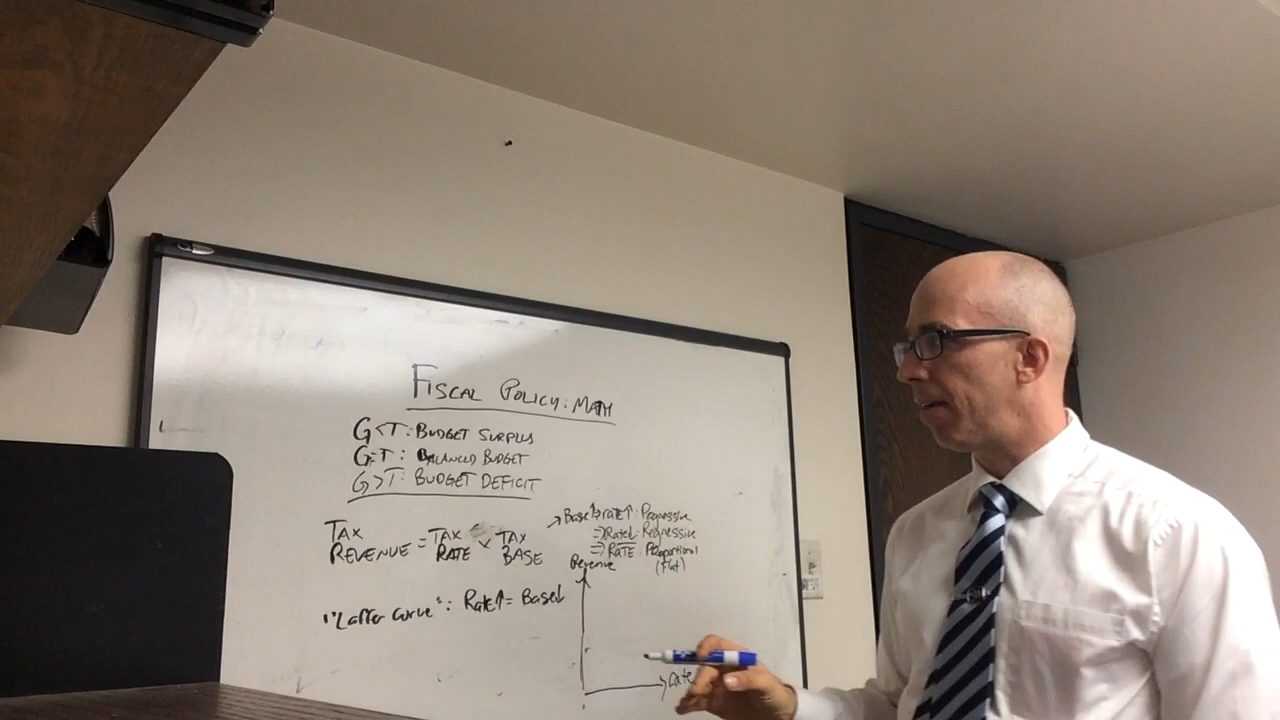 FISCAL POLICY: MATH
G<T: BUDGET SURPLUS
G=T: BALANCED BUDGET
G>T: BUDGET DEFICIT
TAX REVENUE = TAX RATE × TAX BASE
→ Base↑→rate↑: Progressive
⇒Rate↓: Regressive
⇒ RATE: Proportional
(Flat)
"Laffer Curve": Rate↑= Base↓
Revenue
rate